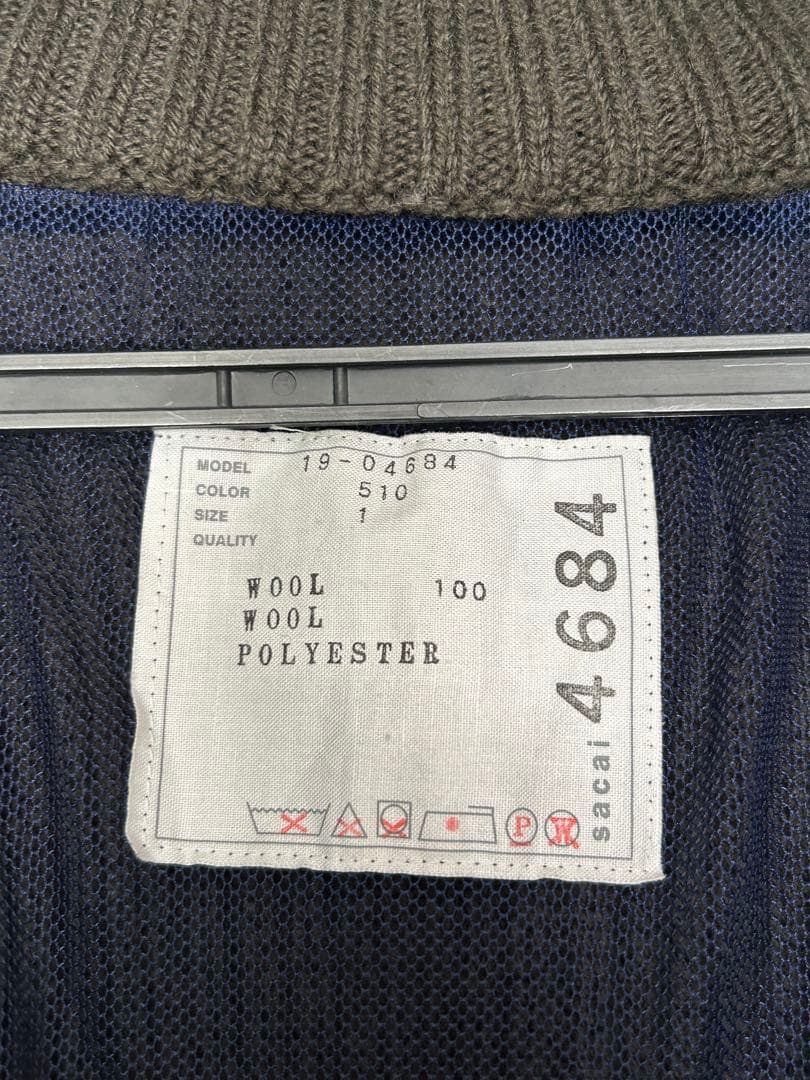 MODEL 19-04684
COLOR 510
SIZE 1
QUALITY
WOOL 100
WOOL
POLYESTER
P
W
sacai 4684